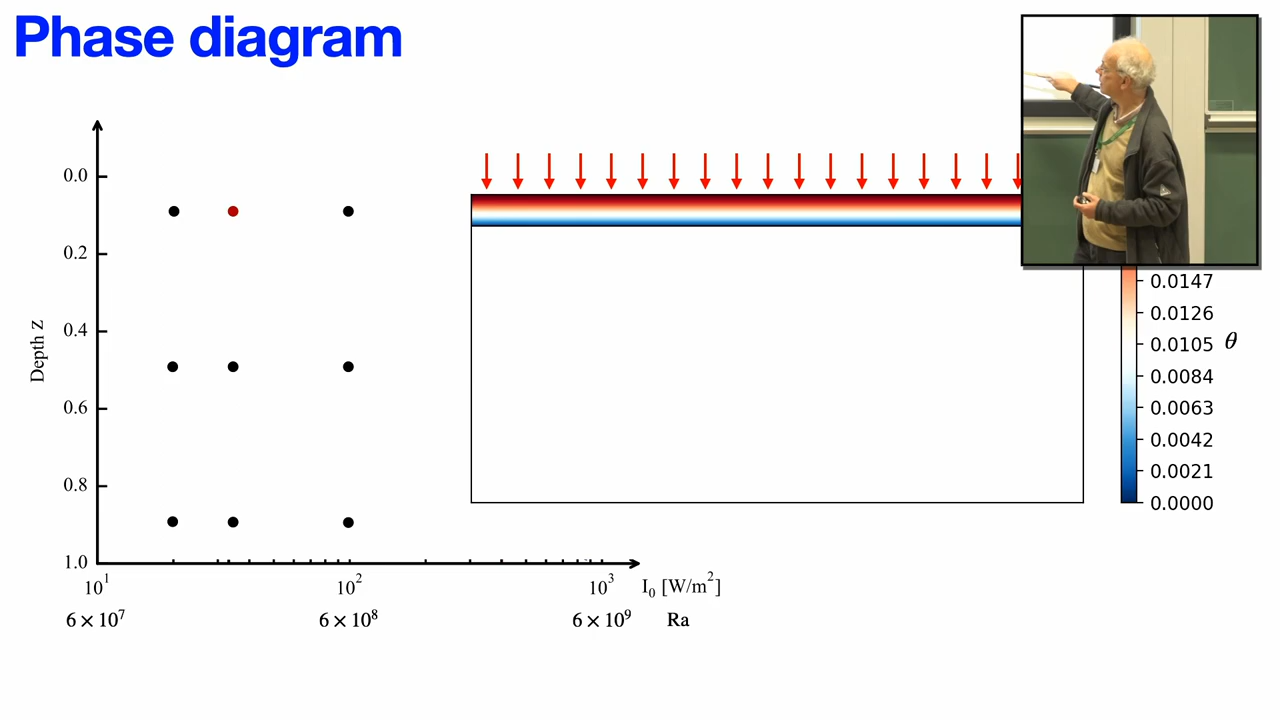 Phase diagram
0.0
0.2
0.4
0.6
0.8
1.0
Depth Z
10¹
10²
10³
I₀ [W/m²]
6 × 10⁷
6 × 10⁸
6 × 10⁹
Ra
0.0147
0.0126
0.0105
θ
0.0084
0.0063
0.0042
0.0021
0.0000